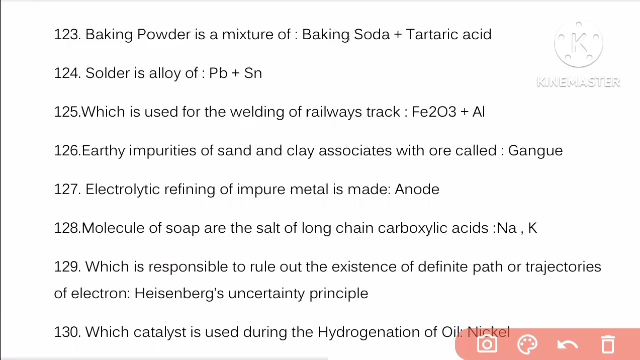 123. Baking Powder is a mixture of : Baking Soda + Tartaric acid
124. Solder is alloy of : Pb + Sn
125.Which is used for the welding of railways track : Fe2O3 + Al
126.Earthy impurities of sand and clay associates with ore called : Gangue
127. Electrolytic refining of impure metal is made: Anode
128.Molecule of soap are the salt of long chain carboxylic acids :Na , K
129. Which is responsible to rule out the existence of definite path or trajectories
of electron: Heisenberg's uncertainty principle
130. Which catalyst is used during the Hydrogenation of Oil: Nickel
K
KINEMASTER